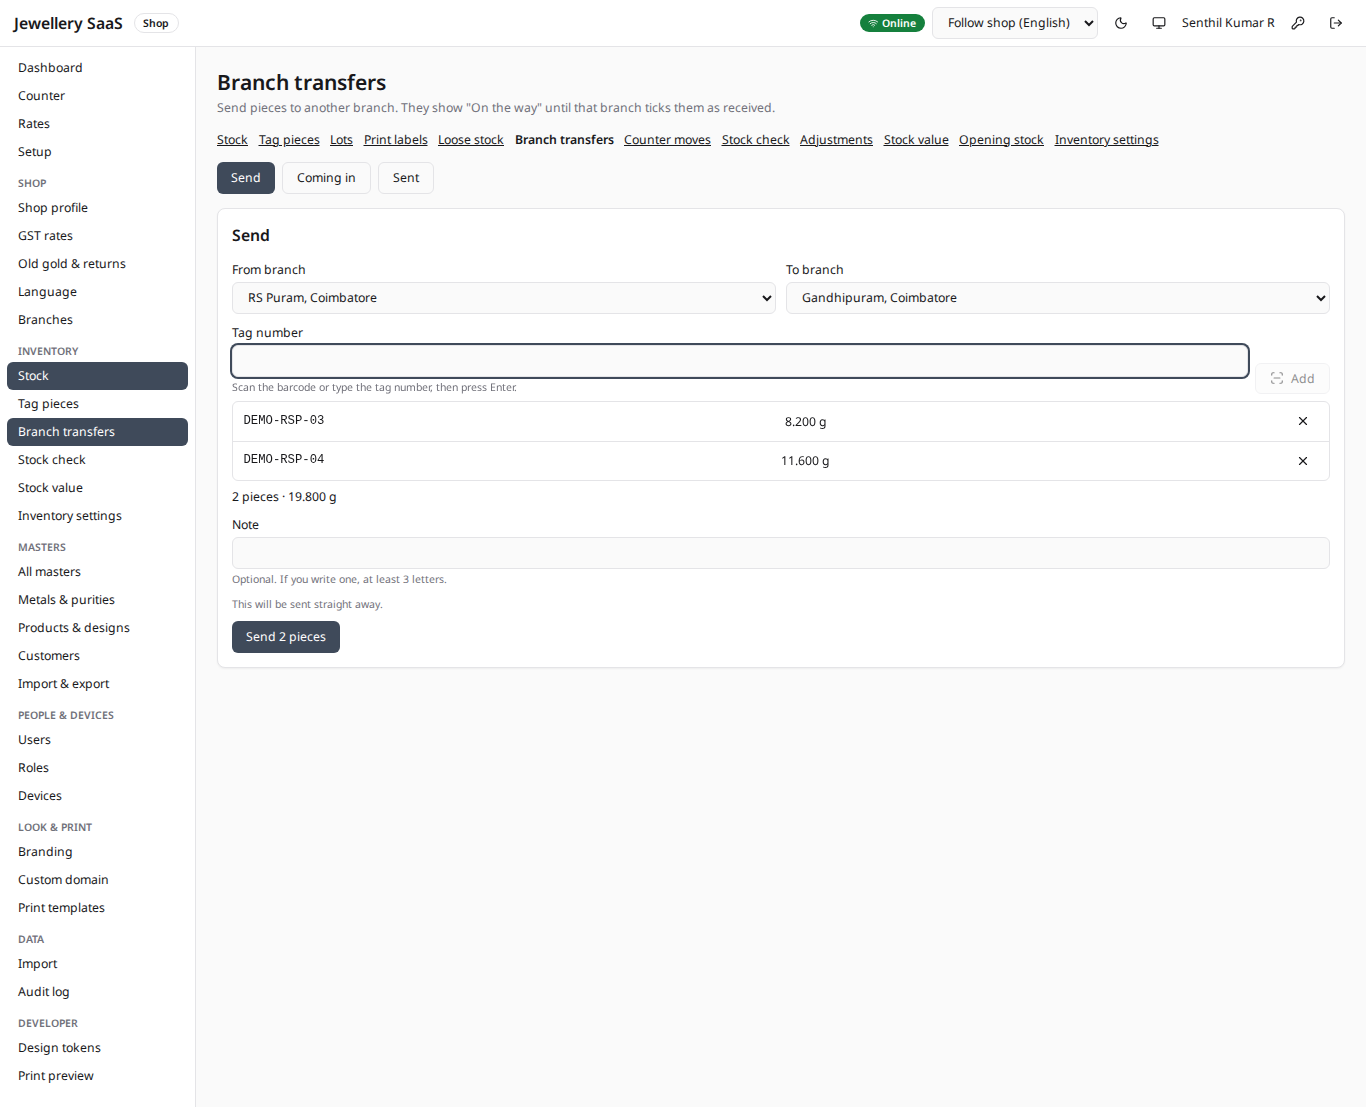 Jewellery SaaS
Shop
Online
Follow shop (English)
Senthil Kumar R
Dashboard
Counter
Rates
Setup
SHOP
Shop profile
GST rates
Old gold & returns
Language
Branches
INVENTORY
Stock
Tag pieces
Branch transfers
Stock check
Stock value
Inventory settings
MASTERS
All masters
Metals & purities
Products & designs
Customers
Import & export
PEOPLE & DEVICES
Users
Roles
Devices
LOOK & PRINT
Branding
Custom domain
Print templates
DATA
Import
Audit log
DEVELOPER
Design tokens
Print preview
Branch transfers
Send pieces to another branch. They show "On the way" until that branch ticks them as received.
Stock Tag pieces Lots Print labels Loose stock Branch transfers Counter moves Stock check Adjustments Stock value Opening stock Inventory settings
Send Coming in Sent
Send
From branch To branch
RS Puram, Coimbatore Gandhipuram, Coimbatore
Tag number
Scan the barcode or type the tag number, then press Enter.
Add
DEMO-RSP-03 8.200 g
DEMO-RSP-04 11.600 g
2 pieces · 19.800 g
Note
Optional. If you write one, at least 3 letters.
This will be sent straight away.
Send 2 pieces